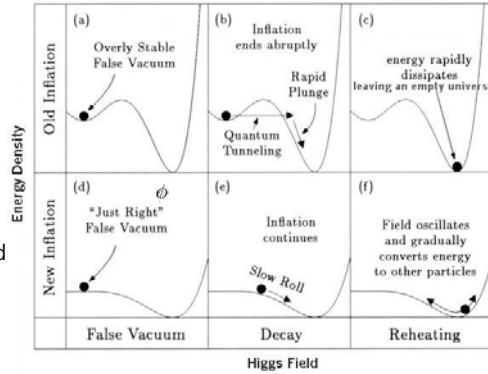 (a)
Overly Stable
False Vacuum
(b)
Inflation
ends abruptly
Rapid
Plunge
Quantum
Tunneling
(c)
energy rapidly
dissipates
leaving an empty univers
Old Inflation
Energy Density
(d)
ϕ
"Just Right"
False Vacuum
(e)
Inflation
continues
Slow Roll
(f)
Field oscillates
and gradually
converts energy
to other particles
New Inflation
d
False Vacuum
Decay
Reheating
Higgs Field